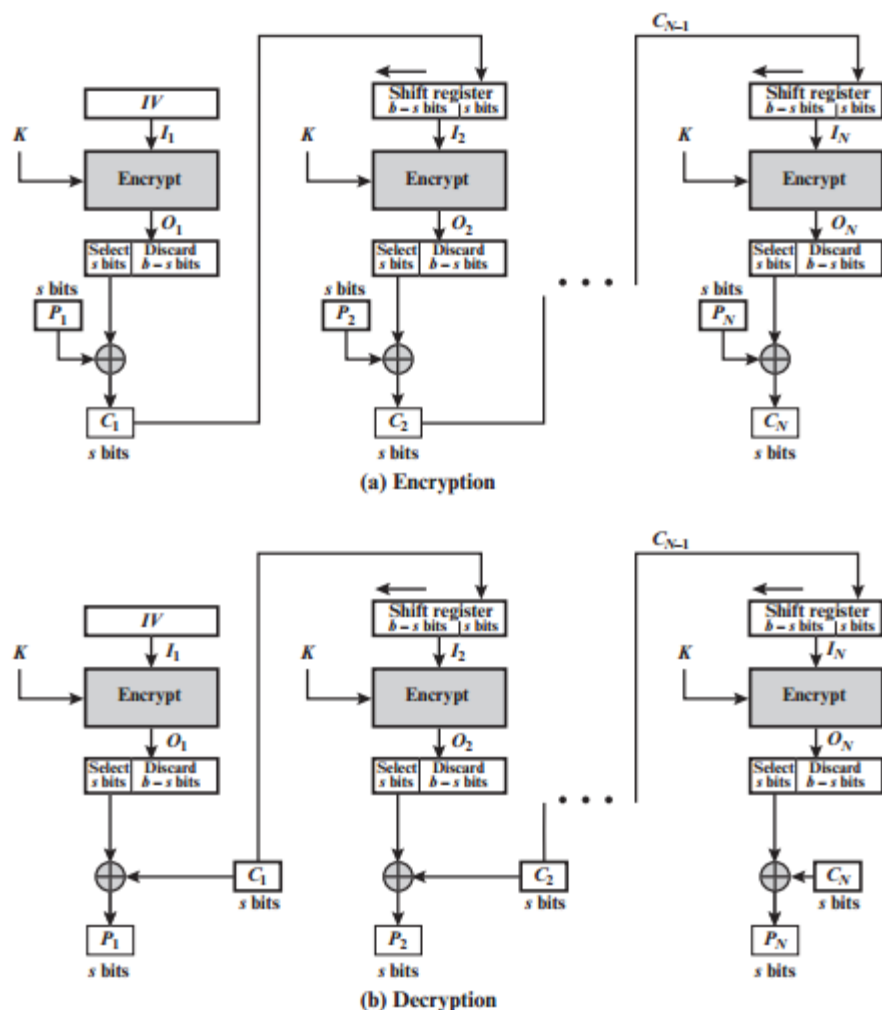 C_{N-1}
IV
Shift register
b – s bits | s bits
Shift register
b – s bits | s bits
K
I_1
K
I_2
K
I_N
Encrypt
Encrypt
Encrypt
O_1
O_2
O_N
Select
s bits
Discard
b – s bits
Select
s bits
Discard
b – s bits
Select
s bits
Discard
b – s bits
s bits
P_1
s bits
P_2
s bits
P_N
C_1
s bits
C_2
s bits
C_N
s bits
(a) Encryption
C_{N-1}
IV
Shift register
b – s bits | s bits
Shift register
b – s bits | s bits
K
I_1
K
I_2
K
I_N
Encrypt
Encrypt
Encrypt
O_1
O_2
O_N
Select
s bits
Discard
b – s bits
Select
s bits
Discard
b – s bits
Select
s bits
Discard
b – s bits
C_1
s bits
C_2
s bits
C_N
s bits
P_1
s bits
P_2
s bits
P_N
s bits
(b) Decryption